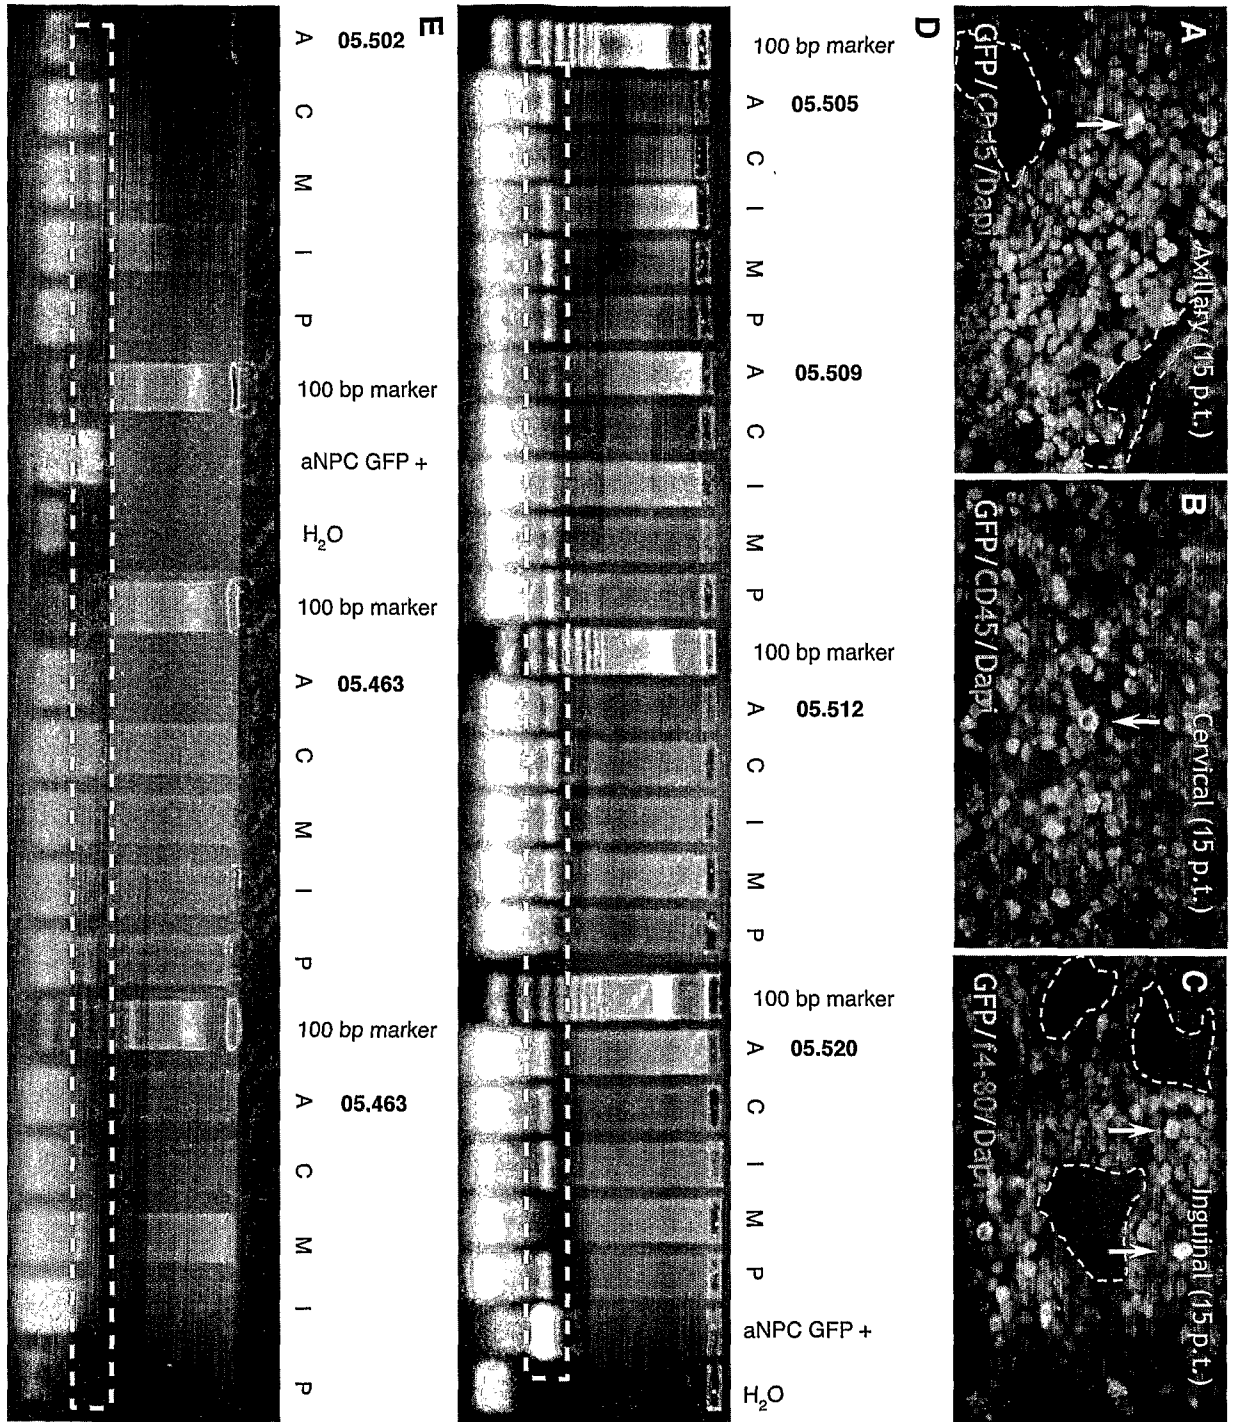 A
Axillary (15 p.t.)
GFP/CD45/Dapi
B
Cervical (15 p.t.)
GFP/CD45/Dapi
C
Inguinal (15 p.t.)
GFP/f4-80/Dapi
D
100 bp marker
A 05.505
C
I
M
P
A 05.509
C
I
M
P
100 bp marker
A 05.512
C
I
M
P
100 bp marker
A 05.520
C
I
M
P
aNPC GFP +
H₂O
E
A 05.502
C
M
I
P
100 bp marker
aNPC GFP +
H₂O
100 bp marker
A 05.463
C
M
I
P
100 bp marker
A 05.463
C
M
I
P